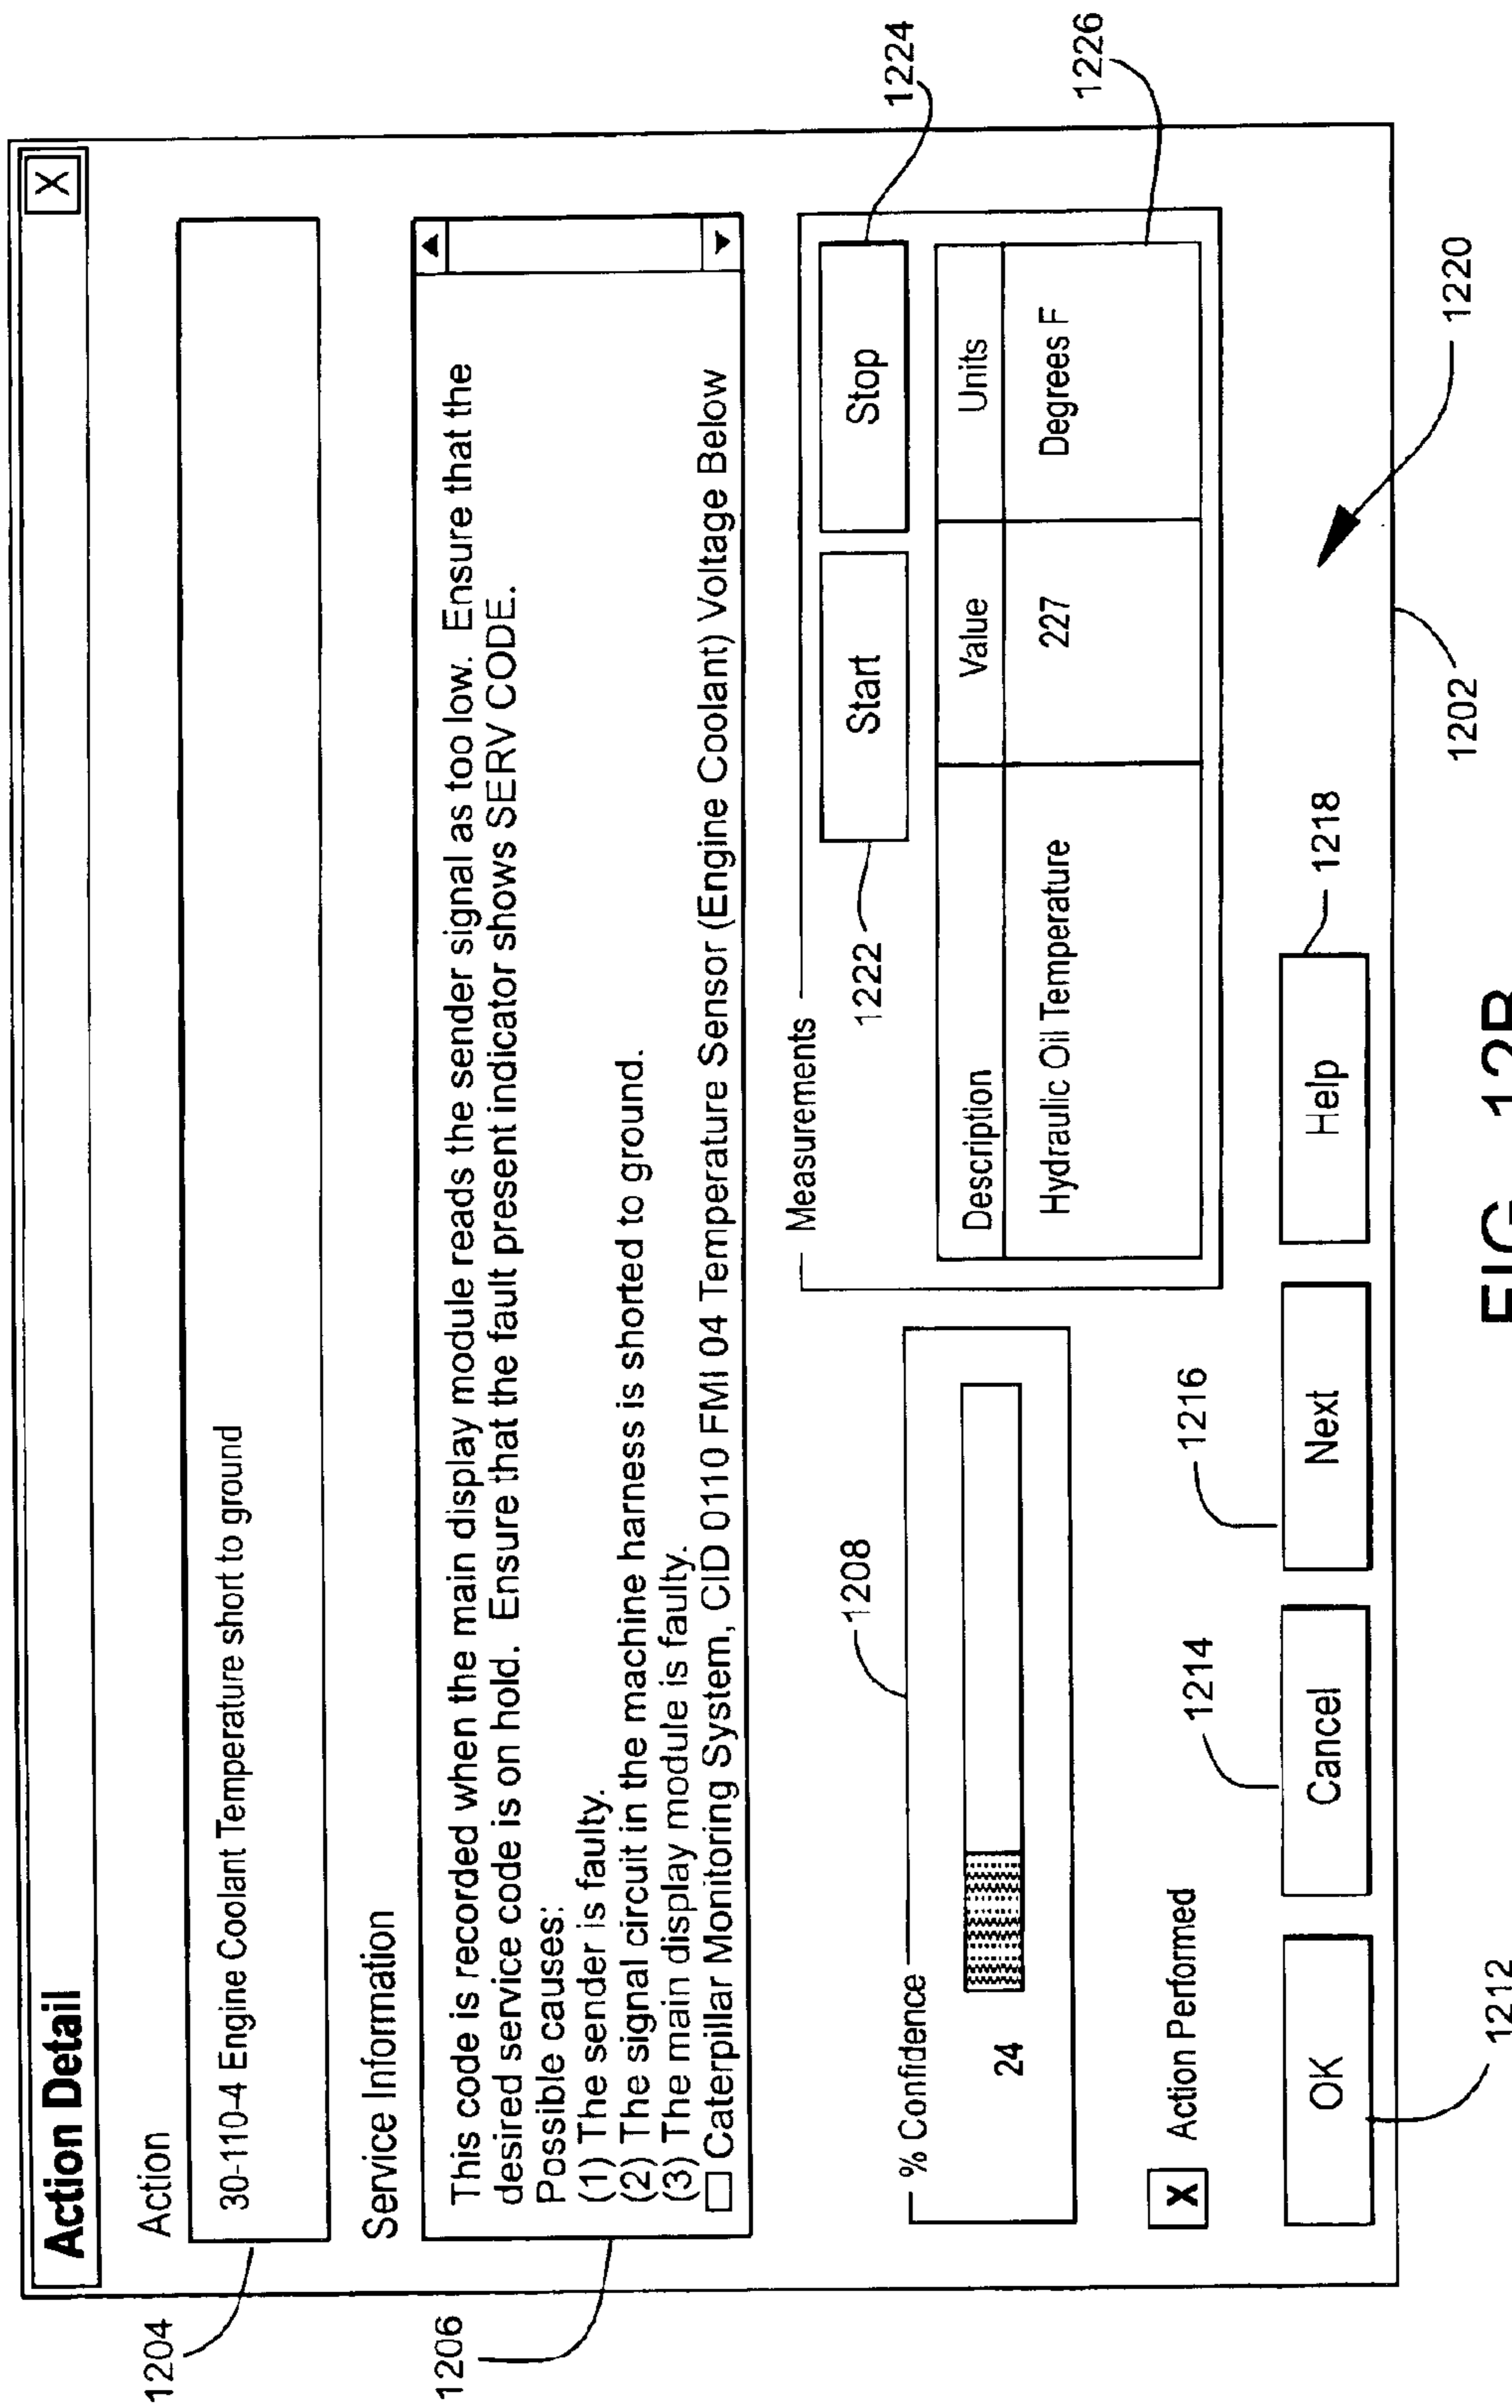 Action Detail
X
Action
1204
30-110-4 Engine Coolant Temperature short to ground
Service Information
1206
This code is recorded when the main display module reads the sender signal as too low. Ensure that the
desired service code is on hold. Ensure that the fault present indicator shows SERV CODE.
Possible causes:
(1) The sender is faulty.
(2) The signal circuit in the machine harness is shorted to ground.
(3) The main display module is faulty.
Caterpillar Monitoring System, CID 0110 FMI 04 Temperature Sensor (Engine Coolant) Voltage Below
% Confidence
1208
24
Measurements
1222
Start
Stop
1224
Description Value Units
Hydraulic Oil Temperature 227 Degrees F
1226
X Action Performed
1214
1216
1218
OK
Cancel
Next
Help
1212
1202
1220
FIG. 12B